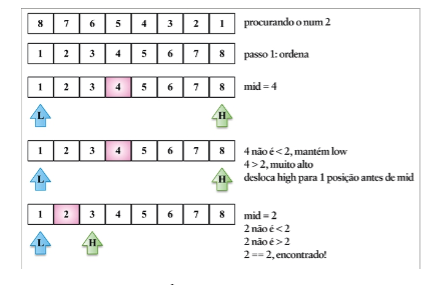 8 7 6 5 4 3 2 1 procurando o num 2
1 2 3 4 5 6 7 8 passo 1: ordena
1 2 3 4 5 6 7 8 mid = 4
L H
1 2 3 4 5 6 7 8 4 não é < 2, mantém low
4 > 2, muito alto
L H desloca high para 1 posição antes de mid
1 2 3 4 5 6 7 8 mid = 2
2 não é < 2
L H 2 não é > 2
2 == 2, encontrado!